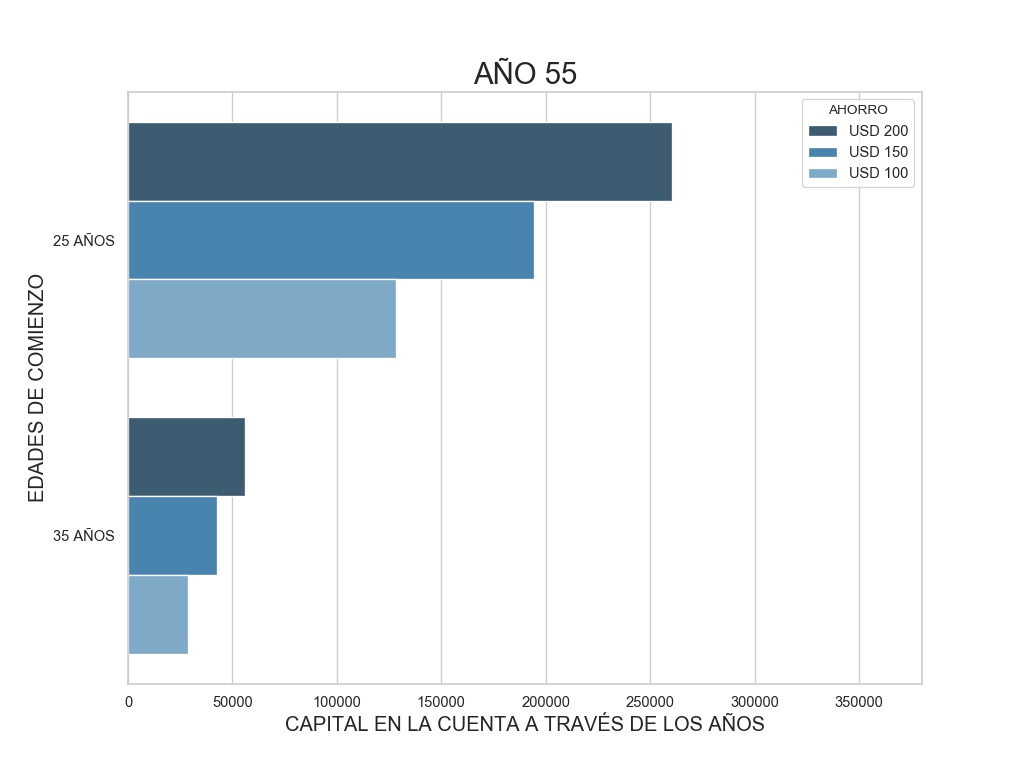 AÑO 55
AHORRO
USD 200
USD 150
USD 100
25 AÑOS
35 AÑOS
EDADES DE COMIENZO
0 50000 100000 150000 200000 250000 300000 350000
CAPITAL EN LA CUENTA A TRAVÉS DE LOS AÑOS